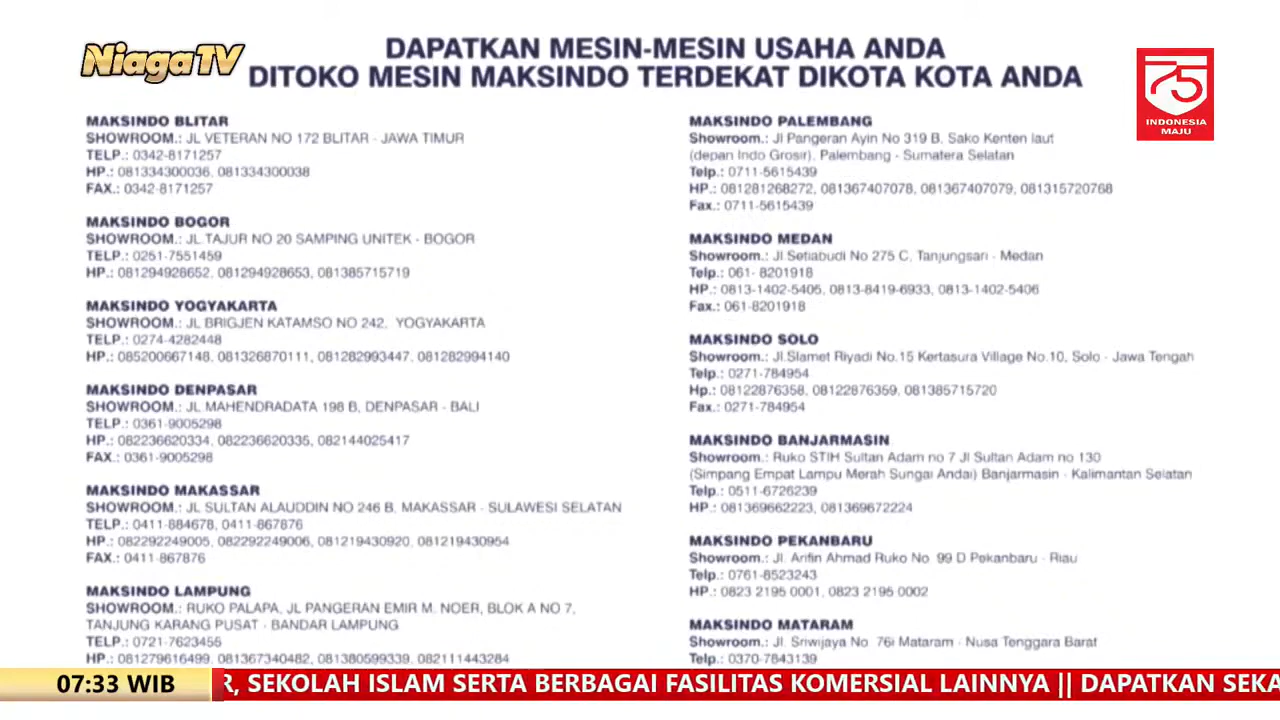 NiagaTV
DAPATKAN MESIN-MESIN USAHA ANDA
DITOKO MESIN MAKSINDO TERDEKAT DIKOTA KOTA ANDA
75
INDONESIA
MAJU
MAKSINDO BLITAR
SHOWROOM.: JL VETERAN NO 172 BLITAR - JAWA TIMUR
TELP.: 0342-8171257
HP.: 081334300036, 081334300038
FAX.: 0342-8171257
MAKSINDO BOGOR
SHOWROOM.: JL TAJUR NO 20 SAMPING UNITEK - BOGOR
TELP.: 0251-7551459
HP.: 081294928652, 081294928653, 081385715719
MAKSINDO YOGYAKARTA
SHOWROOM.: JL BRIGJEN KATAMSO NO 242, YOGYAKARTA
TELP.: 0274-4282448
HP.: 085200667148, 081326870111, 081282993447, 081282994140
MAKSINDO DENPASAR
SHOWROOM.: JL MAHENDRADATA 198 B, DENPASAR - BALI
TELP.: 0361-9005298
HP.: 082236620334, 082236620335, 082144025417
FAX.: 0361-9005298
MAKSINDO MAKASSAR
SHOWROOM.: JL SULTAN ALAUDDIN NO 246 B, MAKASSAR - SULAWESI SELATAN
TELP.: 0411-884678, 0411-867876
HP.: 082292249005, 082292249006, 081219430920, 081219430954
FAX.: 0411-867876
MAKSINDO LAMPUNG
SHOWROOM.: RUKO PALAPA, JL PANGERAN EMIR M. NOER, BLOK A NO 7,
TANJUNG KARANG PUSAT - BANDAR LAMPUNG
TELP.: 0721-7623455
HP.: 081279616499, 081367340482, 081380599339, 082111443284
MAKSINDO PALEMBANG
Showroom.: Jl Pangeran Ayin No 319 B, Sako Kenten laut
(depan Indo Grosir), Palembang - Sumatera Selatan
Telp.: 0711-5615439
HP.: 081281268272, 081367407078, 081367407079, 081315720768
Fax.: 0711-5615439
MAKSINDO MEDAN
Showroom.: Jl.Setiabudi No 275 C, Tanjungsari - Medan
Telp.: 061- 8201918
HP.: 0813-1402-5405, 0813-8419-6933, 0813-1402-5406
Fax.: 061-8201918
MAKSINDO SOLO
Showroom.: Jl.Slamet Riyadi No.15 Kertasura Village No.10, Solo - Jawa Tengah
Telp.: 0271-784954
Hp.: 08122876358, 08122876359, 081385715720
Fax.: 0271-784954
MAKSINDO BANJARMASIN
Showroom.: Ruko STIH Sultan Adam no 7 Jl Sultan Adam no 130
(Simpang Empat Lampu Merah Sungai Andai) Banjarmasin - Kalimantan Selatan
Telp.: 0511-6726239
HP.: 081369662223, 081369672224
MAKSINDO PEKANBARU
Showroom.: Jl. Arifin Ahmad Ruko No 99 D Pekanbaru - Riau
Telp.: 0761-8523243
HP.: 0823 2195 0001, 0823 2195 0002
MAKSINDO MATARAM
Showroom.: Jl. Sriwijaya No 76i Mataram - Nusa Tenggara Barat
Telp.: 0370-7843139
07:33 WIB
R, SEKOLAH ISLAM SERTA BERBAGAI FASILITAS KOMERSIAL LAINNYA || DAPATKAN SEKA